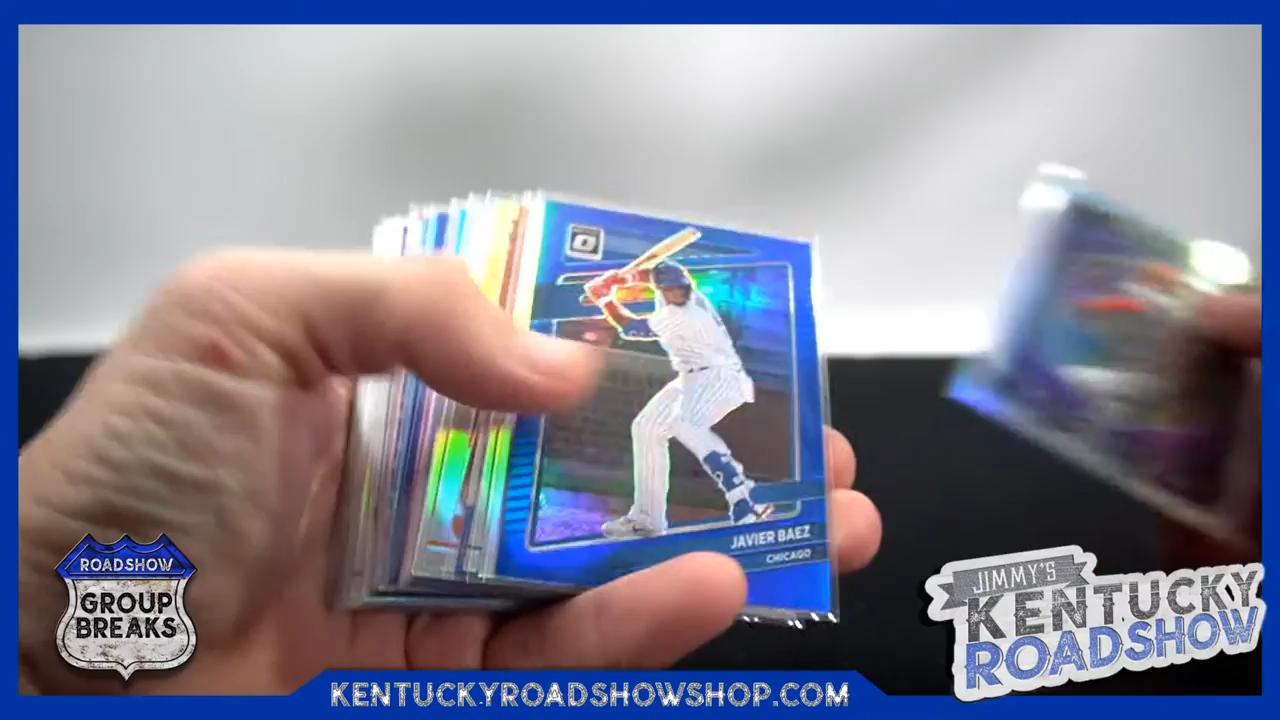 O
JAVIER BAEZ
CHICAGO
ROADSHOW
GROUP
BREAKS
JIMMY'S
KENTUCKY
ROADSHOW
KENTUCKYROADSHOWSHOP.COM